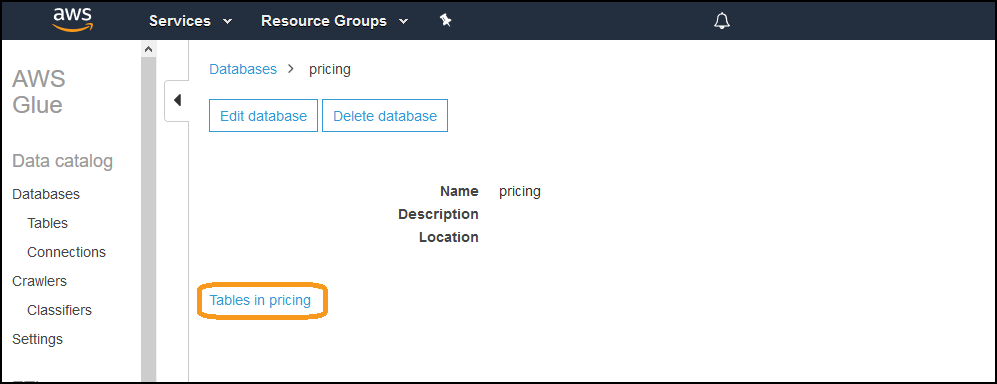 aws Services Resource Groups
AWS
Glue
Data catalog
Databases
Tables
Connections
Crawlers
Classifiers
Settings
Databases > pricing
Edit database Delete database
Name pricing
Description
Location
Tables in pricing